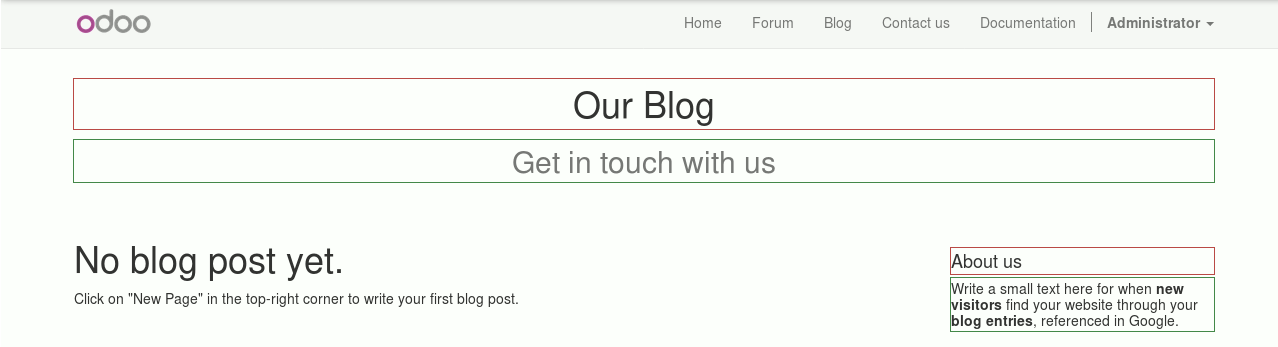 odoo
Home Forum Blog Contact us Documentation Administrator
Our Blog
Get in touch with us
No blog post yet.
Click on "New Page" in the top-right corner to write your first blog post.
About us
Write a small text here for when new
visitors find your website through your
blog entries, referenced in Google.